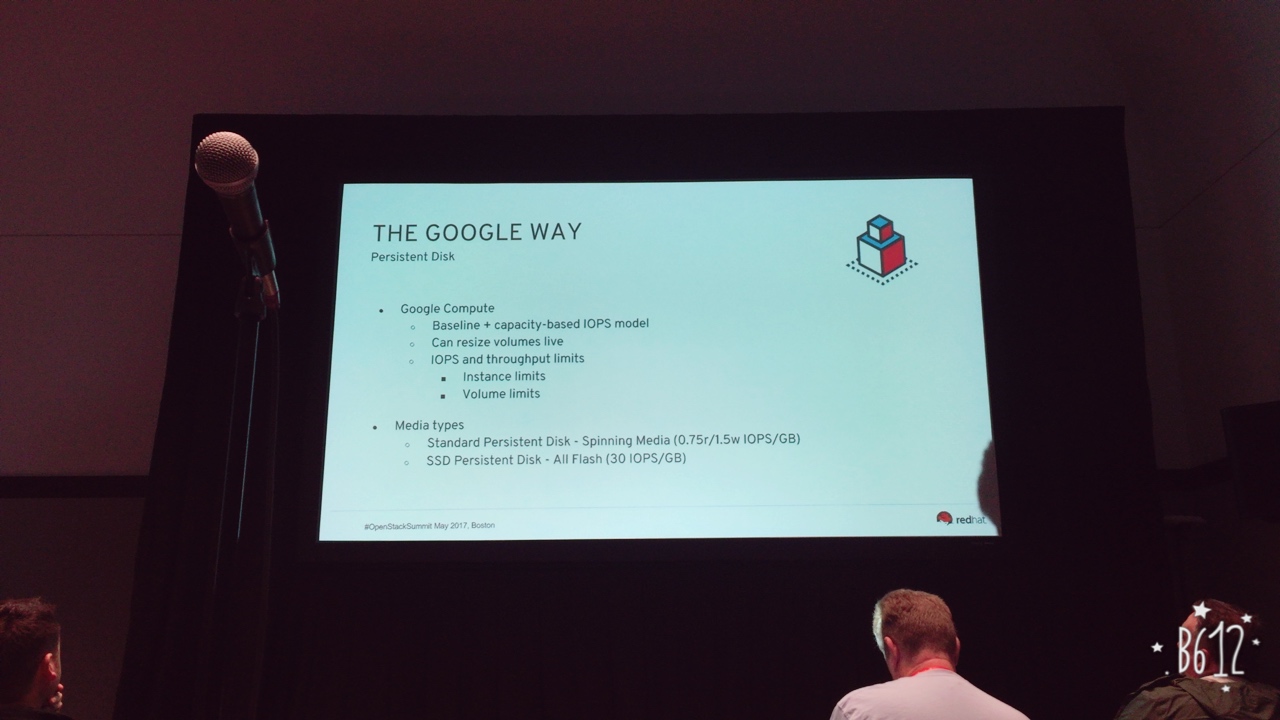 THE GOOGLE WAY
Persistent Disk
Google Compute
Baseline + capacity-based IOPS model
Can resize volumes live
IOPS and throughput limits
Instance limits
Volume limits
Media types
Standard Persistent Disk - Spinning Media (0.75r/1.5w IOPS/GB)
SSD Persistent Disk - All Flash (30 IOPS/GB)
#OpenStackSummit May 2017, Boston
redhat
B612